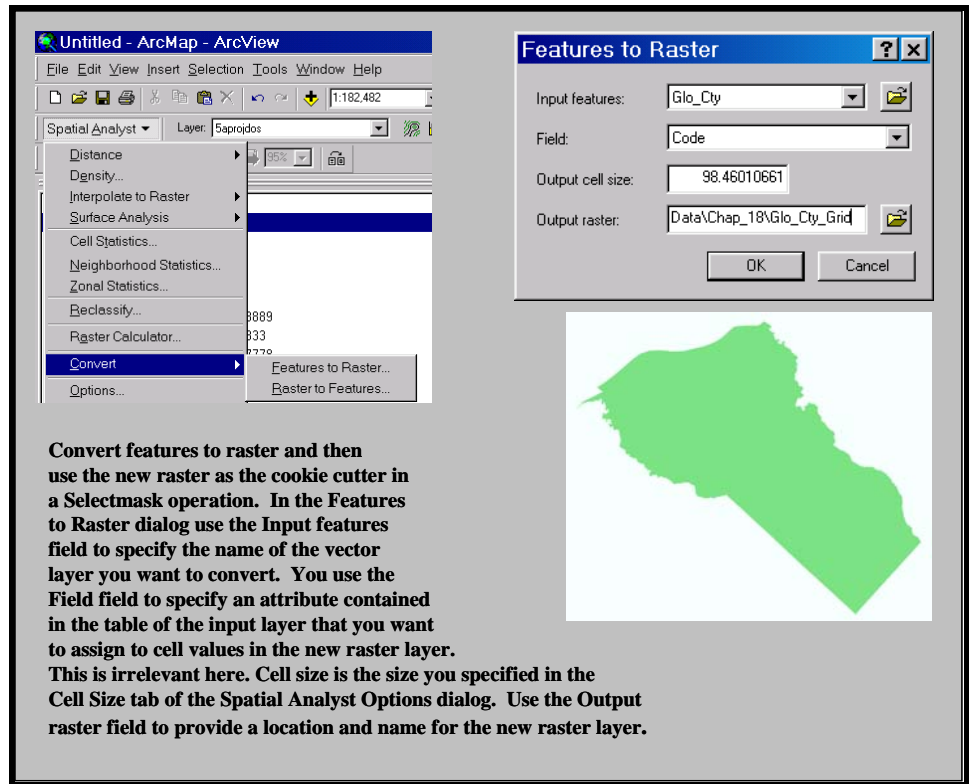 Untitled - ArcMap - ArcView
File Edit View Insert Selection Tools Window Help
1:182,482
Spatial Analyst Layer: 5aprojdos
Distance
95%
Density...
Interpolate to Raster
Surface Analysis
Cell Statistics...
Neighborhood Statistics...
Zonal Statistics...
Reclassify...
8889
Raster Calculator...
833
7778
Convert
Features to Raster...
Raster to Features...
Options...
Features to Raster
Input features: Glo_Cty
Field: Code
Output cell size: 98.46010661
Output raster: Data\Chap_18\Glo_Cty_Grid
OK Cancel
Convert features to raster and then
use the new raster as the cookie cutter in
a Selectmask operation. In the Features
to Raster dialog use the Input features
field to specify the name of the vector
layer you want to convert. You use the
Field field to specify an attribute contained
in the table of the input layer that you want
to assign to cell values in the new raster layer.
This is irrelevant here. Cell size is the size you specified in the
Cell Size tab of the Spatial Analyst Options dialog. Use the Output
raster field to provide a location and name for the new raster layer.